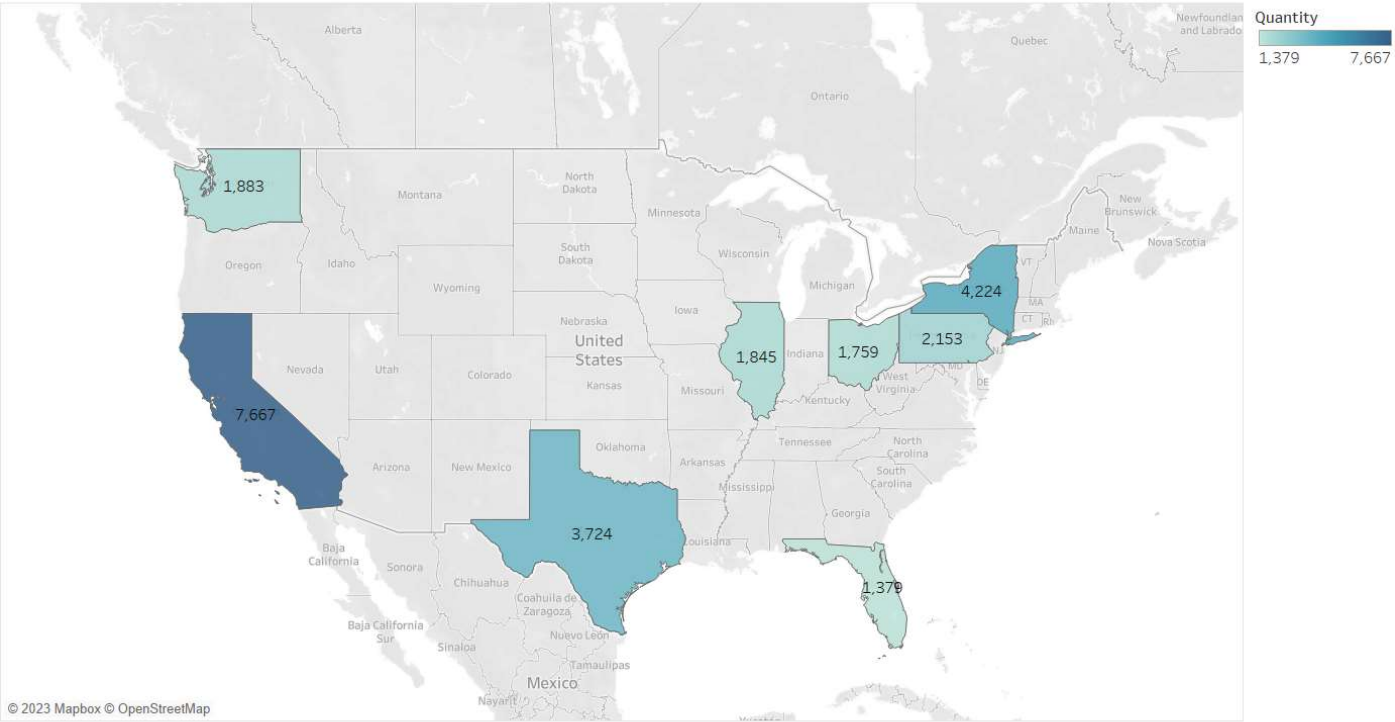 Quantity
1,379 7,667
Newfoundlan
and Labrado
Alberta
Quebec
Ontario
1,883
Montana
North
Dakota
Minnesota
New
Brunswick
Maine
Nova Scotia
Oregon
Idaho
South
Dakota
Wisconsin
Michigan
VT
Wyoming
4,224
MA
Iowa
CT
RI
Nebraska
United
States
1,845
Indiana
1,759
2,153
NJ
Nevada
Utah
Colorado
Kansas
Missouri
West
Virginia
MD
DE
Kentucky
7,667
Oklahoma
Tennessee
North
Carolina
Arizona
New Mexico
Arkansas
South
Carolina
Mississippi
Georgia
3,724
Louisiana
Baja
California
Sonora
Chihuahua
1,379
Coahuila de
Zaragoza
Baja California
Sur
Nuevo León
Sinaloa
Tamaulipas
Mexico
Nayarit
© 2023 Mapbox © OpenStreetMap